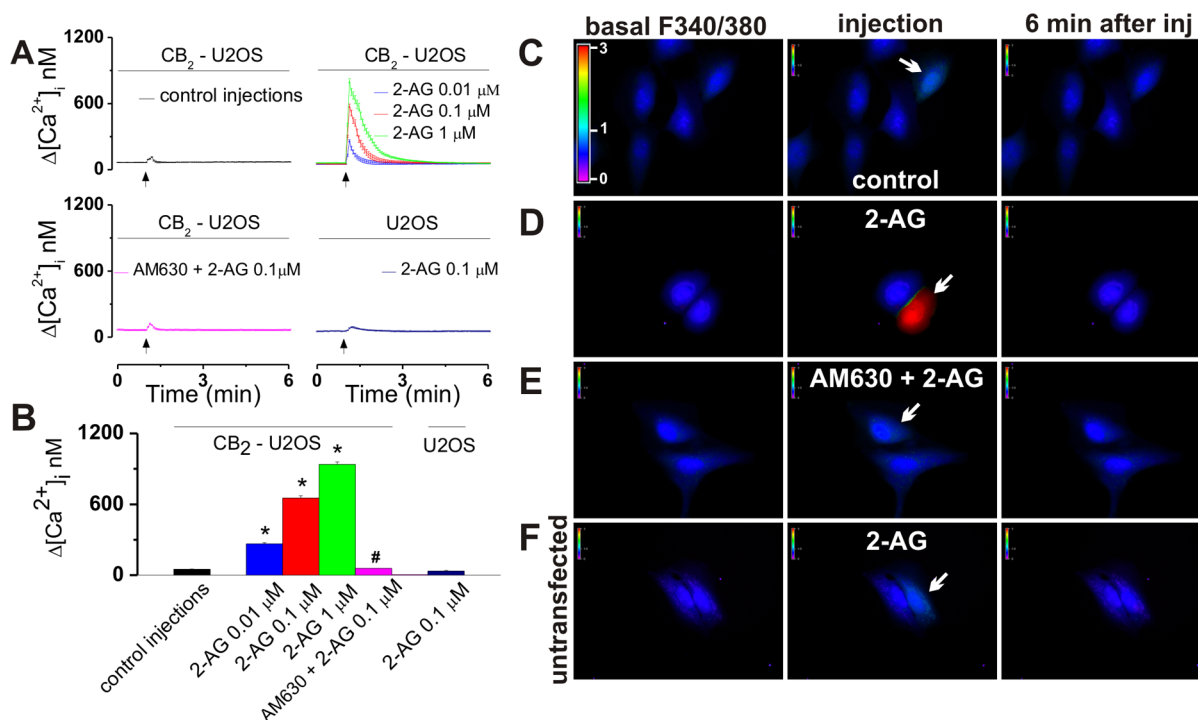 A
1200
600
0
Δ[Ca²⁺]ᵢ nM
CB₂ - U2OS
control injections
CB₂ - U2OS
2-AG 0.01 µM
2-AG 0.1 µM
2-AG 1 µM
1200
600
0
Δ[Ca²⁺]ᵢ nM
CB₂ - U2OS
AM630 + 2-AG 0.1µM
U2OS
2-AG 0.1 µM
0 3 6
Time (min)
0 3 6
Time (min)
B
1200
600
0
Δ[Ca²⁺]ᵢ nM
CB₂ - U2OS
U2OS
* * * #
control injections
2-AG 0.01 µM
2-AG 0.1 µM
2-AG 1 µM
AM630 + 2-AG 0.1 µM
2-AG 0.1 µM
basal F340/380
injection
6 min after inj
C
3
1
0
control
D
2-AG
E
AM630 + 2-AG
F
untransfected
2-AG